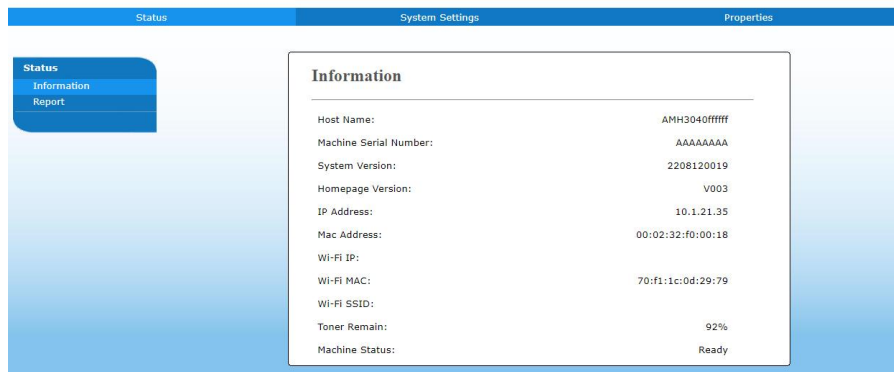 Status System Settings Properties
Status
Information
Report
Information
Host Name: AMH3040ffffff
Machine Serial Number: AAAAAAAA
System Version: 2208120019
Homepage Version: V003
IP Address: 10.1.21.35
Mac Address: 00:02:32:f0:00:18
Wi-Fi IP:
Wi-Fi MAC: 70:f1:1c:0d:29:79
Wi-Fi SSID:
Toner Remain: 92%
Machine Status: Ready